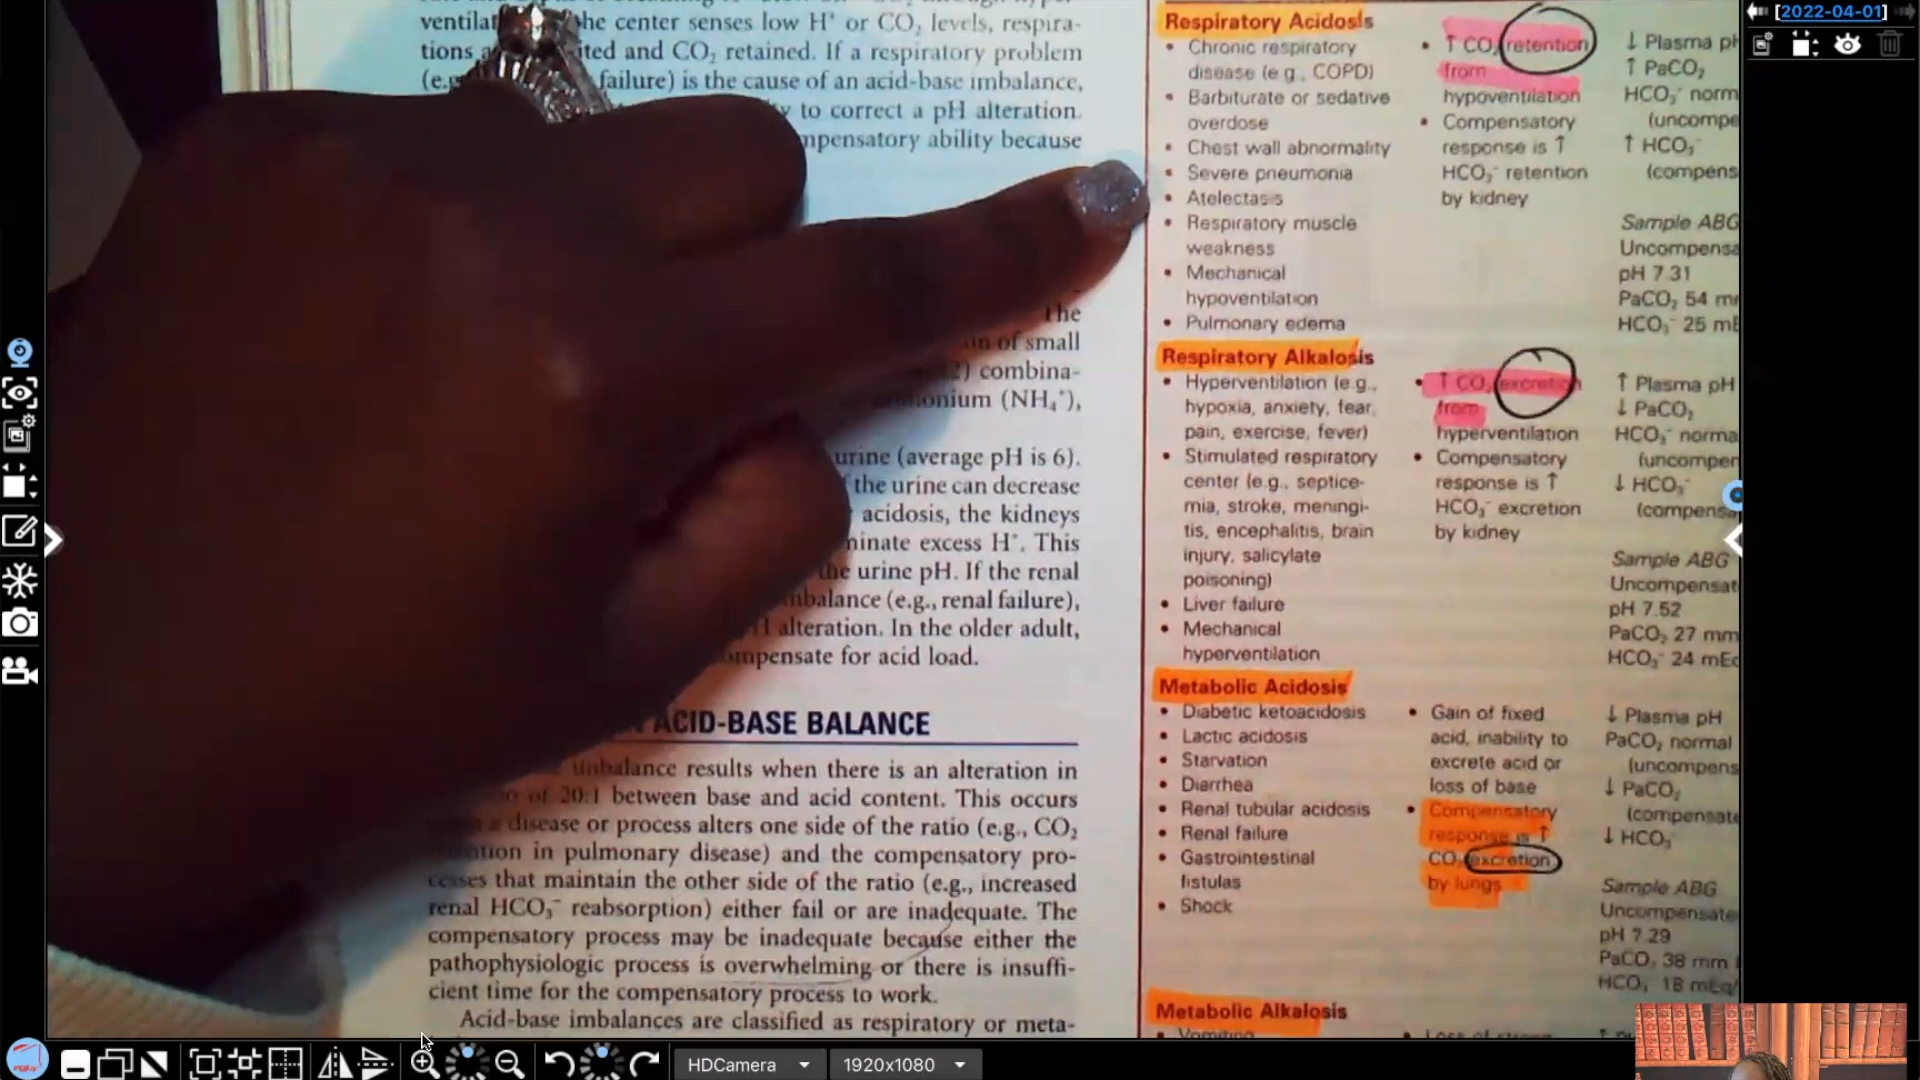 ventilat he center senses low H⁺ or CO₂ levels, respira-
tions a ited and CO₂ retained. If a respiratory problem
(e.g failure) is the cause of an acid-base imbalance,
y to correct a pH alteration.
mpensatory ability because
The
on of small
2) combina-
monium (NH₄⁺),
urine (average pH is 6).
the urine can decrease
acidosis, the kidneys
minate excess H⁺. This
the urine pH. If the renal
mbalance (e.g., renal failure),
H alteration. In the older adult,
ompensate for acid load.
ACID-BASE BALANCE
imbalance results when there is an alteration in
of 20:1 between base and acid content. This occurs
a disease or process alters one side of the ratio (e.g., CO₂
ntion in pulmonary disease) and the compensatory pro-
cesses that maintain the other side of the ratio (e.g., increased
renal HCO₃⁻ reabsorption) either fail or are inadequate. The
compensatory process may be inadequate because either the
pathophysiologic process is overwhelming or there is insuffi-
cient time for the compensatory process to work.
Acid-base imbalances are classified as respiratory or meta-
Respiratory Acidosis
• Chronic respiratory
disease (e g , COPD)
• Barbiturate or sedative
overdose
• Chest wall abnormality
• Severe pneumonia
• Atelectasis
• Respiratory muscle
weakness
• Mechanical
hypoventilation
• Pulmonary edema
• ↑ CO₂ retention
from
hypoventilation
• Compensatory
response is ↑
HCO₃⁻ retention
by kidney
↓ Plasma pH
↑ PaCO₂
HCO₃⁻ norm
(uncompe
↑ HCO₃⁻
(compens
Sample ABG
Uncompensa
pH 7 31
PaCO₂ 54 m
HCO₃⁻ 25 mE
Respiratory Alkalosis
• Hyperventilation (e.g.,
hypoxia, anxiety, fear,
pain, exercise, fever)
• Stimulated respiratory
center (e.g., septice-
mia, stroke, meningi-
tis, encephalitis, brain
injury, salicylate
poisoning)
• Liver failure
• Mechanical
hyperventilation
• ↑ CO₂ excretion
from
hyperventilation
• Compensatory
response is ↑
HCO₃⁻ excretion
by kidney
↑ Plasma pH
↓ PaCO₂
HCO₃⁻ norma
(uncompen
↓ HCO₃⁻
(compensa
Sample ABG
Uncompensat
pH 7.52
PaCO₂ 27 mm
HCO₃⁻ 24 mEq
Metabolic Acidosis
• Diabetic ketoacidosis
• Lactic acidosis
• Starvation
• Diarrhea
• Renal tubular acidosis
• Renal failure
• Gastrointestinal
fistulas
• Shock
• Gain of fixed
acid, inability to
excrete acid or
loss of base
• Compensatory
response is ↑
CO₂ excretion
by lungs
↓ Plasma pH
PaCO₂ normal
(uncompens
↓ PaCO₂
(compensate
↓ HCO₃⁻
Sample ABG
Uncompensate
pH 7.29
PaCO₂ 38 mm
HCO₃⁻ 18 mEq/
Metabolic Alkalosis
• Vomiting
[2022-04-01]
HDCamera
1920x1080